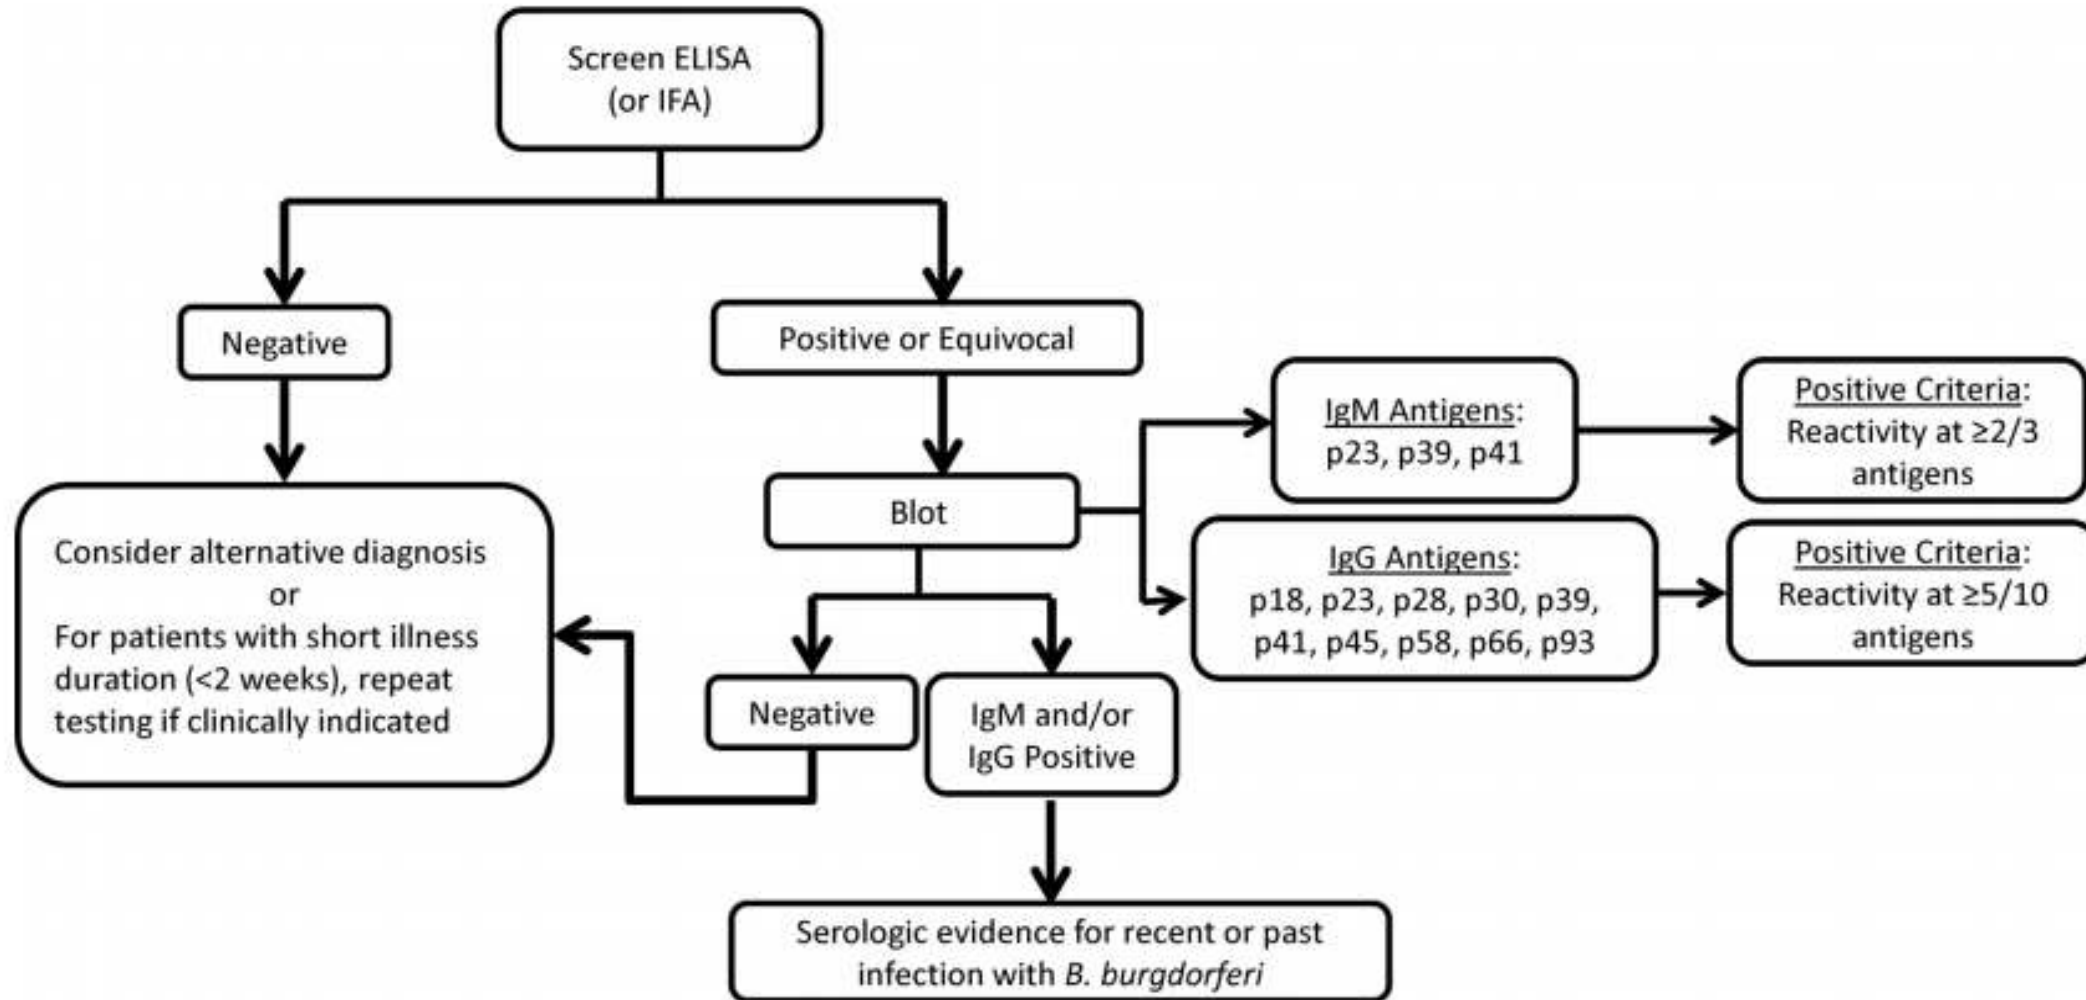 Screen ELISA
(or IFA)
Negative
Positive or Equivocal
IgM Antigens:
p23, p39, p41
Positive Criteria:
Reactivity at ≥2/3
antigens
Blot
IgG Antigens:
p18, p23, p28, p30, p39,
p41, p45, p58, p66, p93
Positive Criteria:
Reactivity at ≥5/10
antigens
Consider alternative diagnosis
or
For patients with short illness
duration (<2 weeks), repeat
testing if clinically indicated
Negative
IgM and/or
IgG Positive
Serologic evidence for recent or past
infection with B. burgdorferi